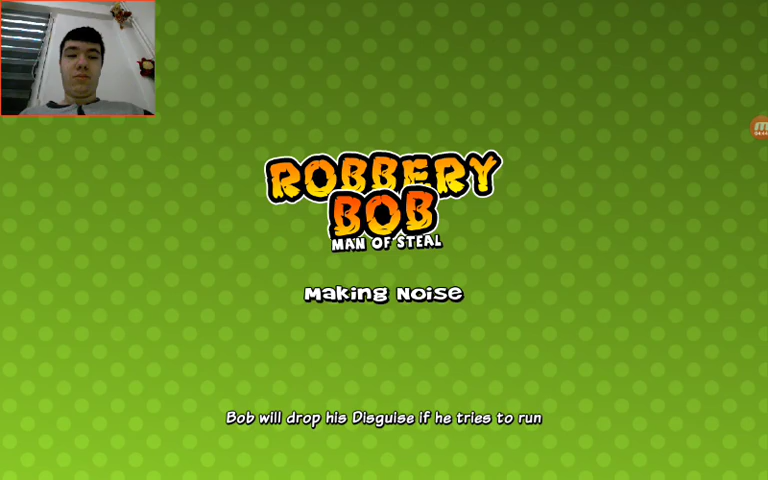 ROBBERY
BOB
MAN OF STEAL
Making Noise
Bob will drop his Disguise if he tries to run